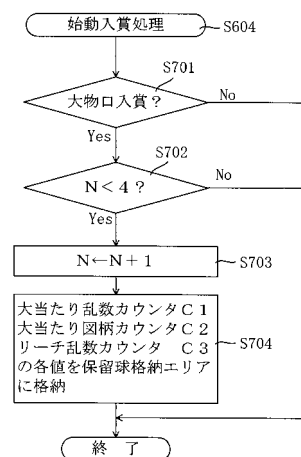 始動入賞処理
S604
S701
大物口入賞？
No
Yes
S702
N＜4？
No
Yes
N←N＋1
S703
大当たり乱数カウンタC1
大当たり図柄カウンタC2
リーチ乱数カウンタ C3
の各値を保留球格納エリア
に格納
S704
終 了